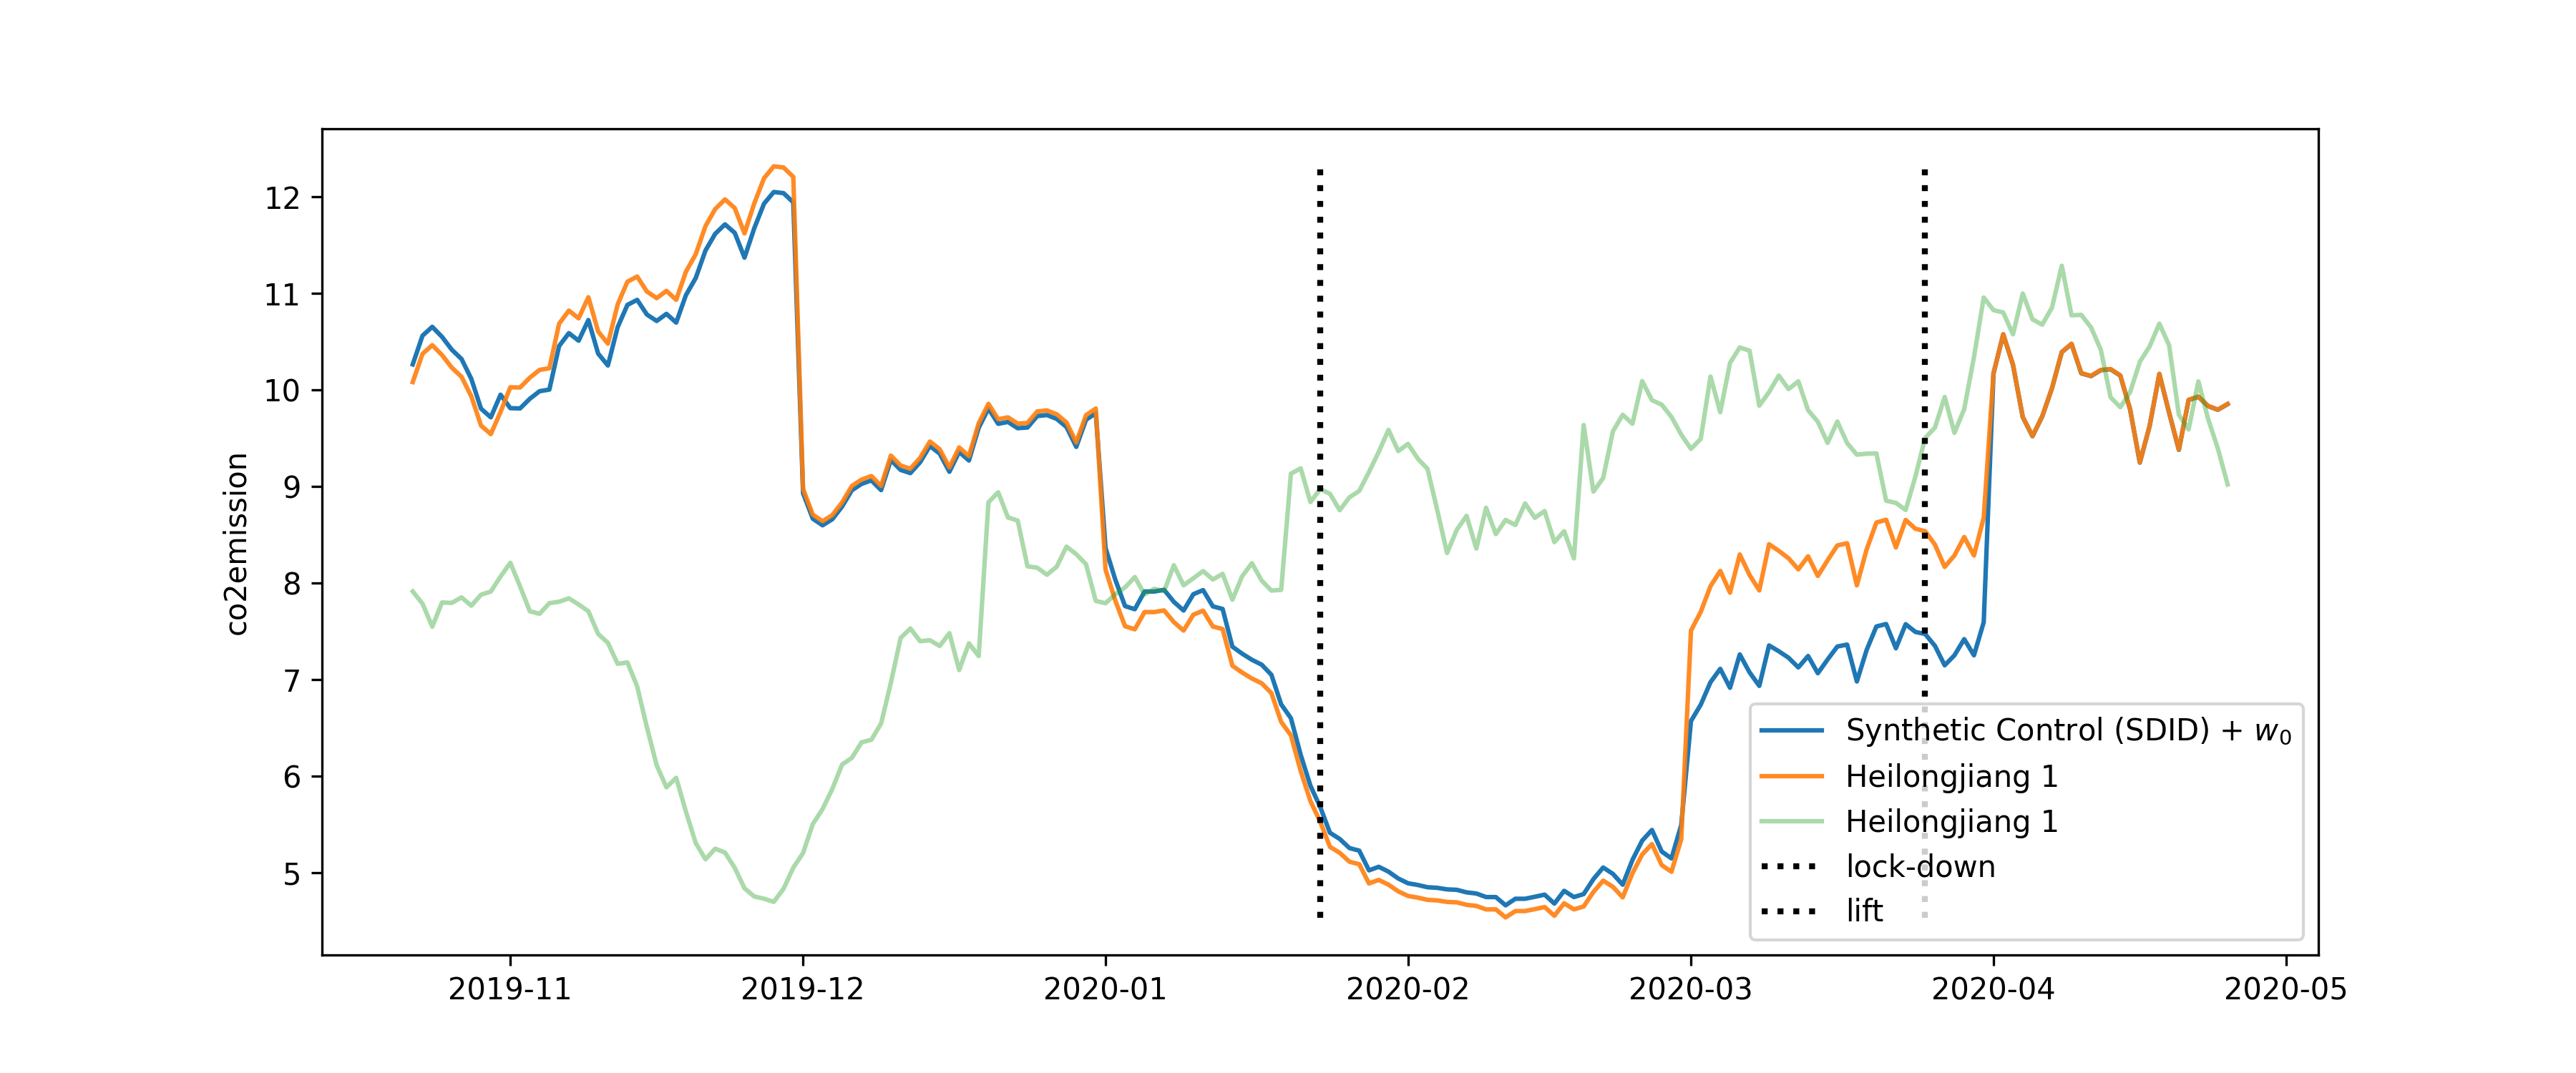 12
11
10
9
8
7
6
5
co2emission
2019-11
2019-12
2020-01
2020-02
2020-03
2020-04
2020-05
Synthetic Control (SDID) + w₀
Heilongjiang 1
Heilongjiang 1
lock-down
lift